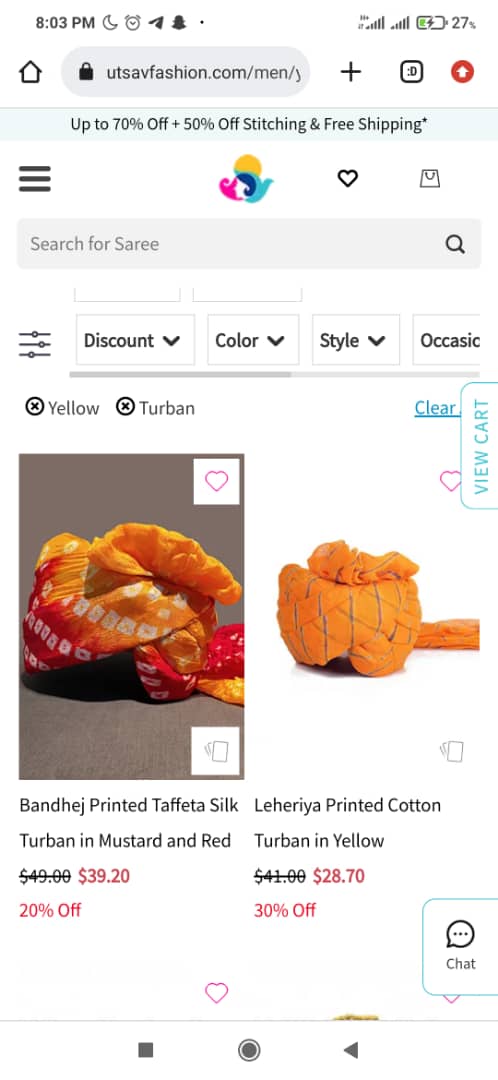 8:03 PM
27%
utsavfashion.com/men/y
:D
Up to 70% Off + 50% Off Stitching & Free Shipping*
Search for Saree
Discount Color Style Occasic
Yellow Turban Clear
VIEW CART
Bandhej Printed Taffeta Silk
Turban in Mustard and Red
$49.00 $39.20
20% Off
Leheriya Printed Cotton
Turban in Yellow
$41.00 $28.70
30% Off
Chat